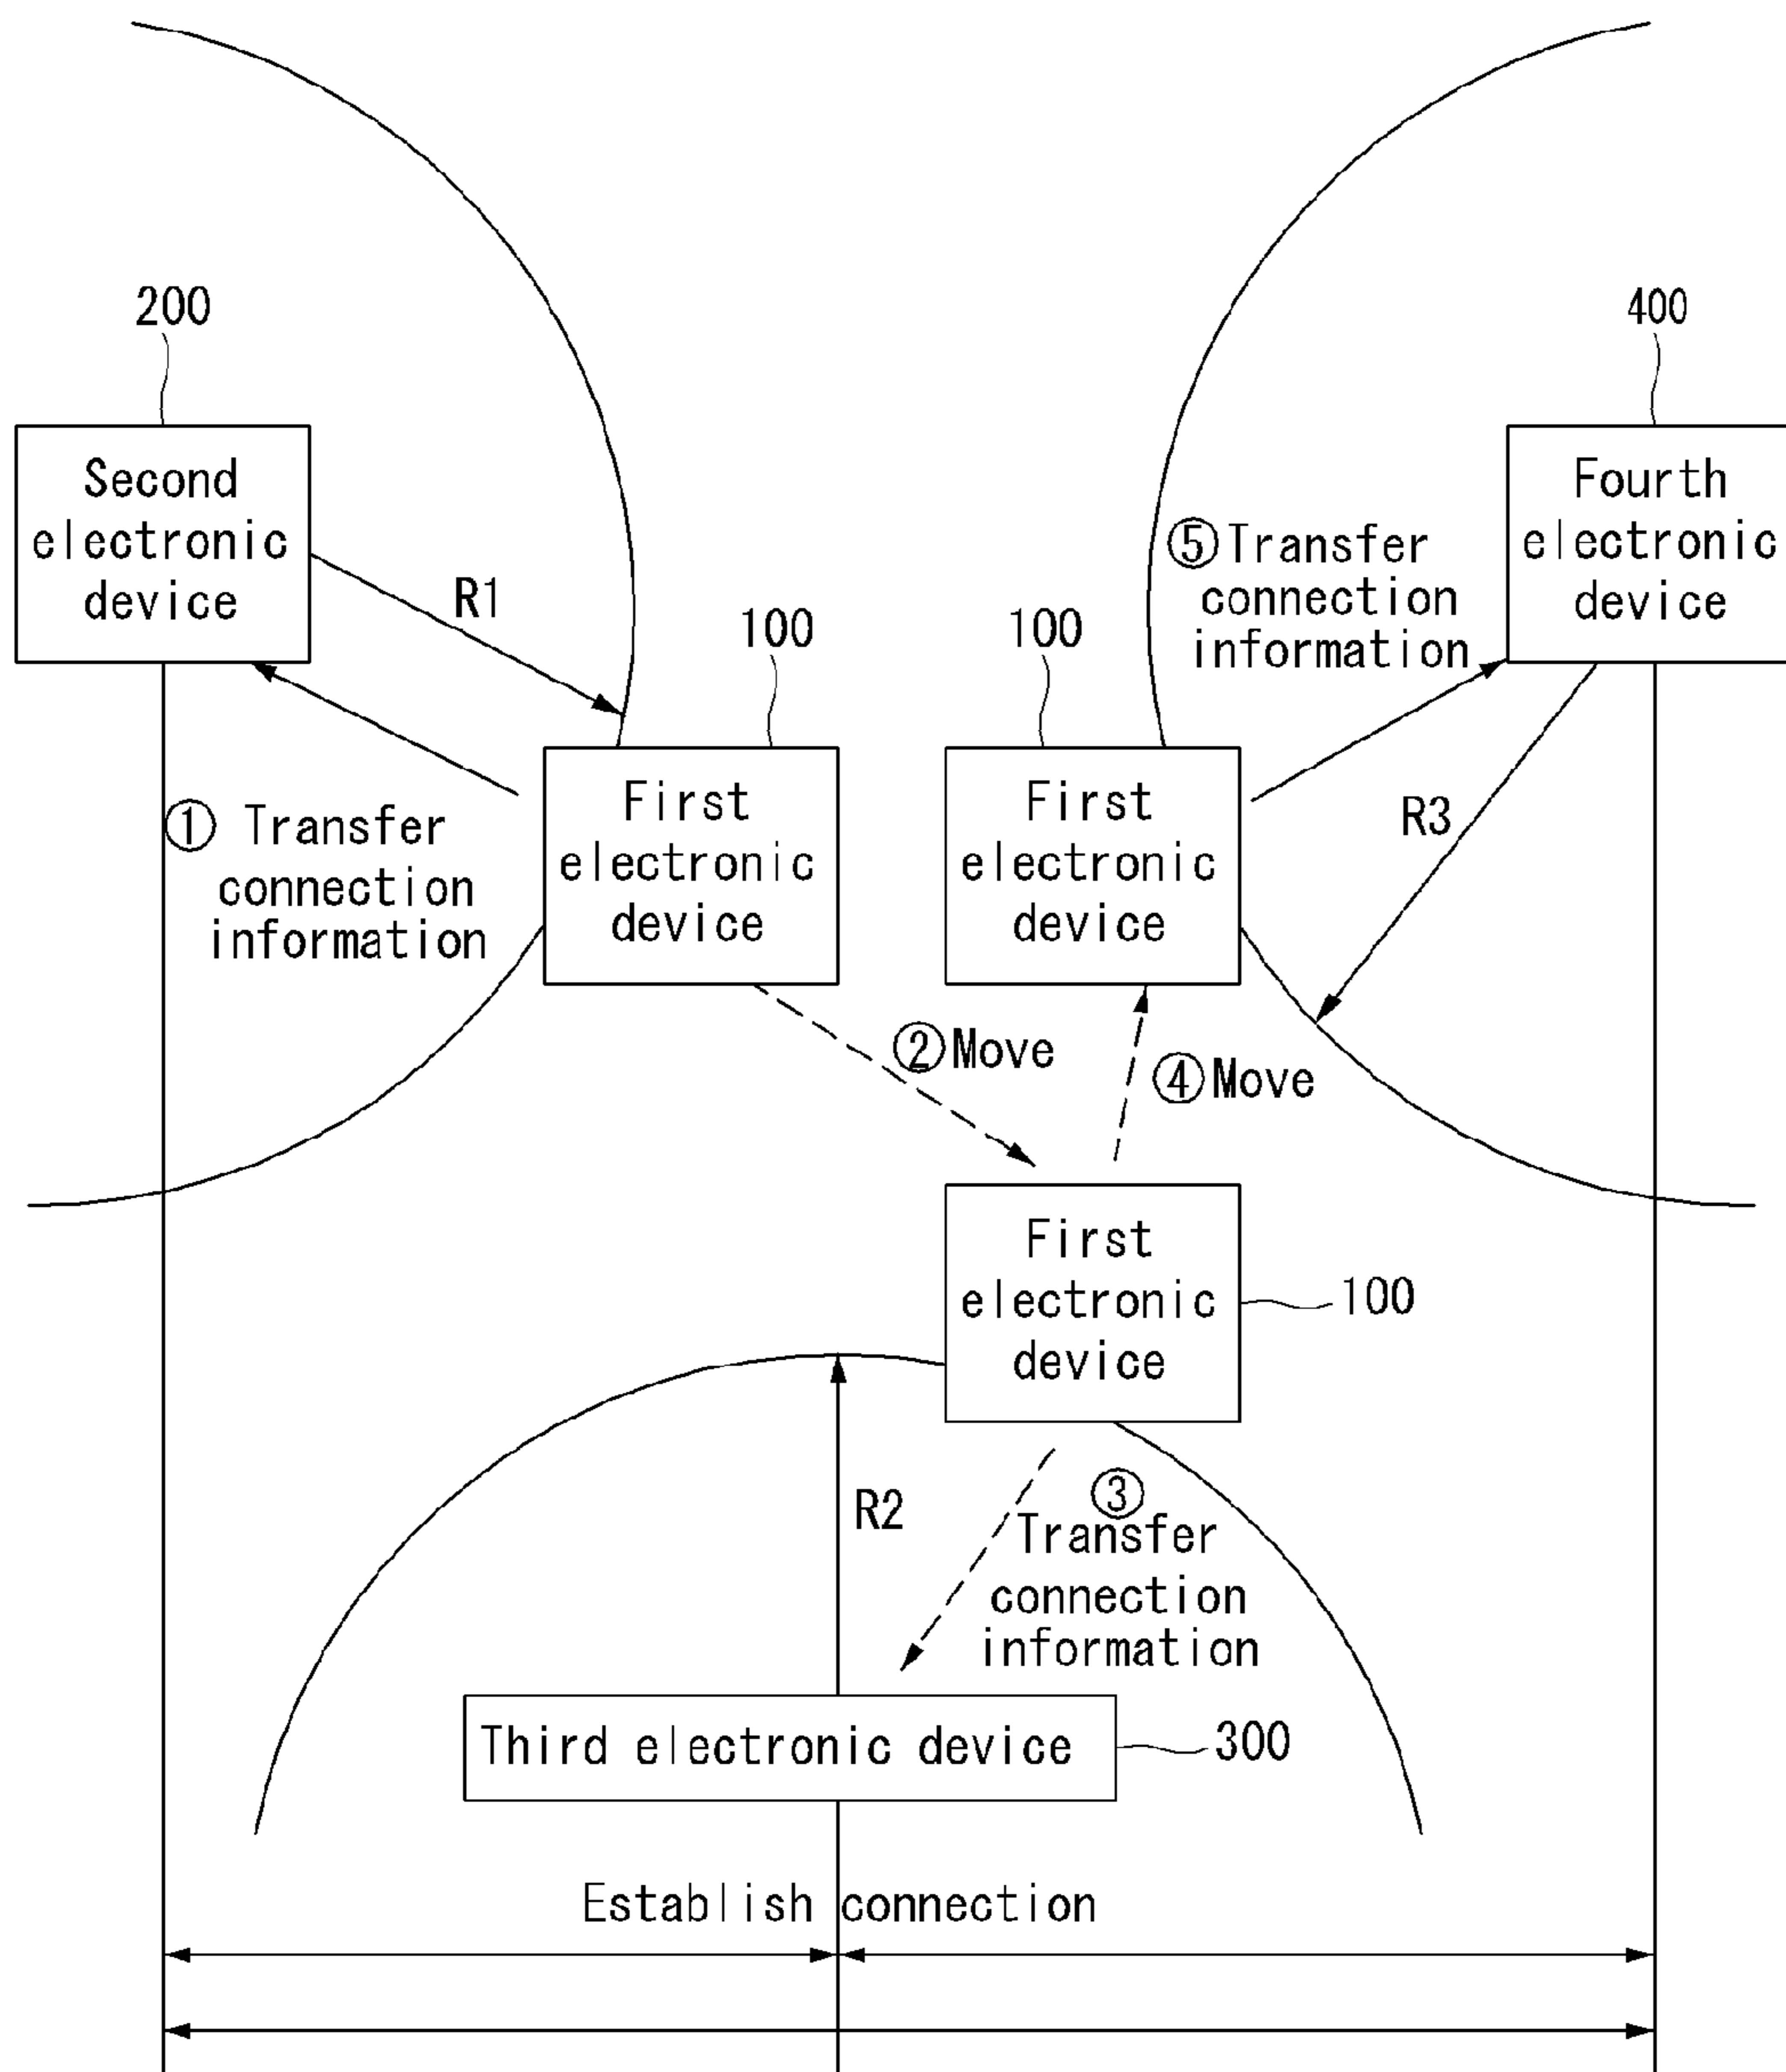 200
400
Second
electronic
device
Fourth
electronic
device
R1
⑤Transfer
connection
information
100
100
① Transfer
connection
information
First
electronic
device
First
electronic
device
R3
②Move
④Move
First
electronic
device
100
R2
③
Transfer
connection
information
Third electronic device
300
Establish connection